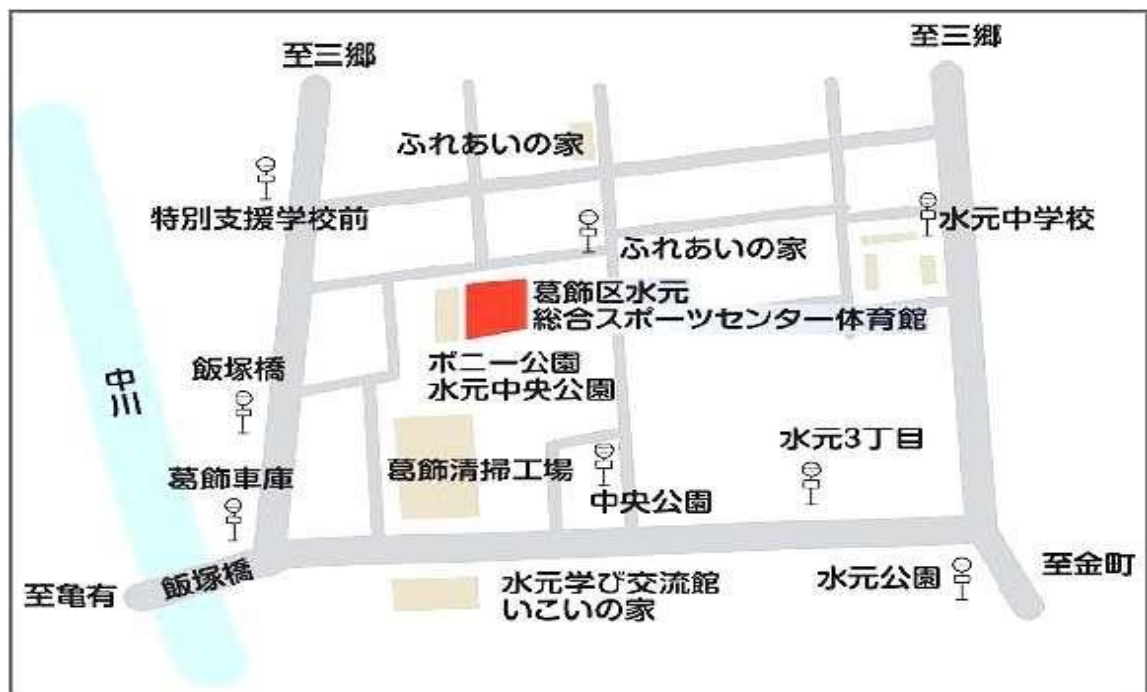 至三郷
至三郷
ふれあいの家
特別支援学校前
水元中学校
ふれあいの家
葛飾区水元
総合スポーツセンター体育館
ポニー公園
水元中央公園
飯塚橋
中川
水元3丁目
葛飾清掃工場
葛飾車庫
中央公園
飯塚橋
至亀有
水元学び交流館
いこいの家
水元公園
至金町